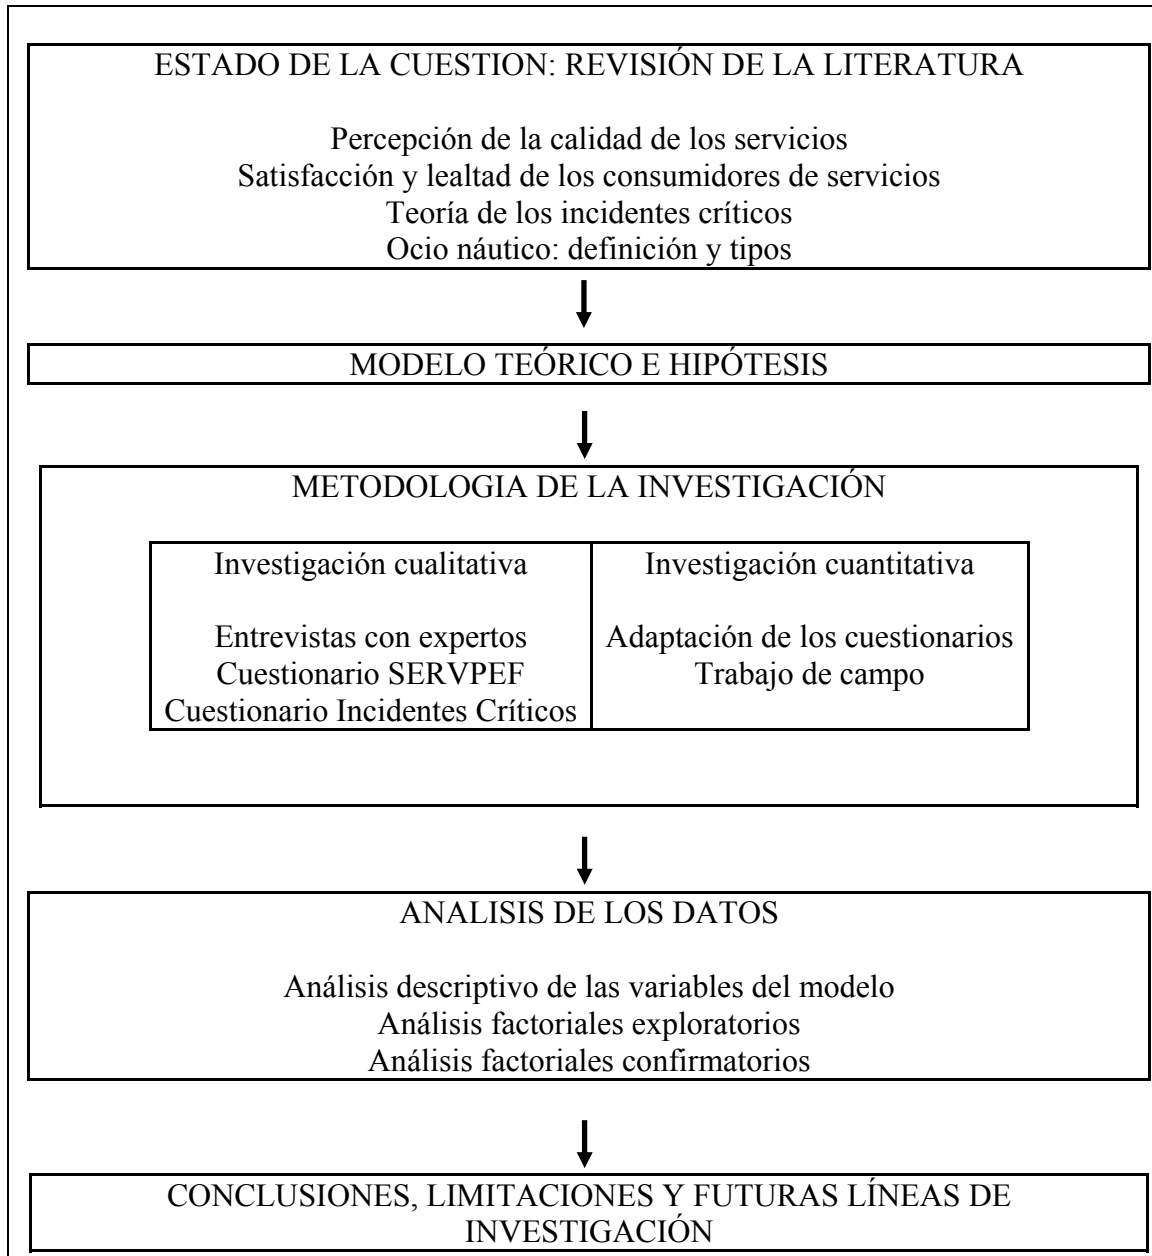 ESTADO DE LA CUESTION: REVISIÓN DE LA LITERATURA
Percepción de la calidad de los servicios
Satisfacción y lealtad de los consumidores de servicios
Teoría de los incidentes críticos
Ocio náutico: definición y tipos
MODELO TEÓRICO E HIPÓTESIS
METODOLOGIA DE LA INVESTIGACIÓN
Investigación cualitativa
Entrevistas con expertos
Cuestionario SERVPEF
Cuestionario Incidentes Críticos
Investigación cuantitativa
Adaptación de los cuestionarios
Trabajo de campo
ANALISIS DE LOS DATOS
Análisis descriptivo de las variables del modelo
Análisis factoriales exploratorios
Análisis factoriales confirmatorios
CONCLUSIONES, LIMITACIONES Y FUTURAS LÍNEAS DE
INVESTIGACIÓN